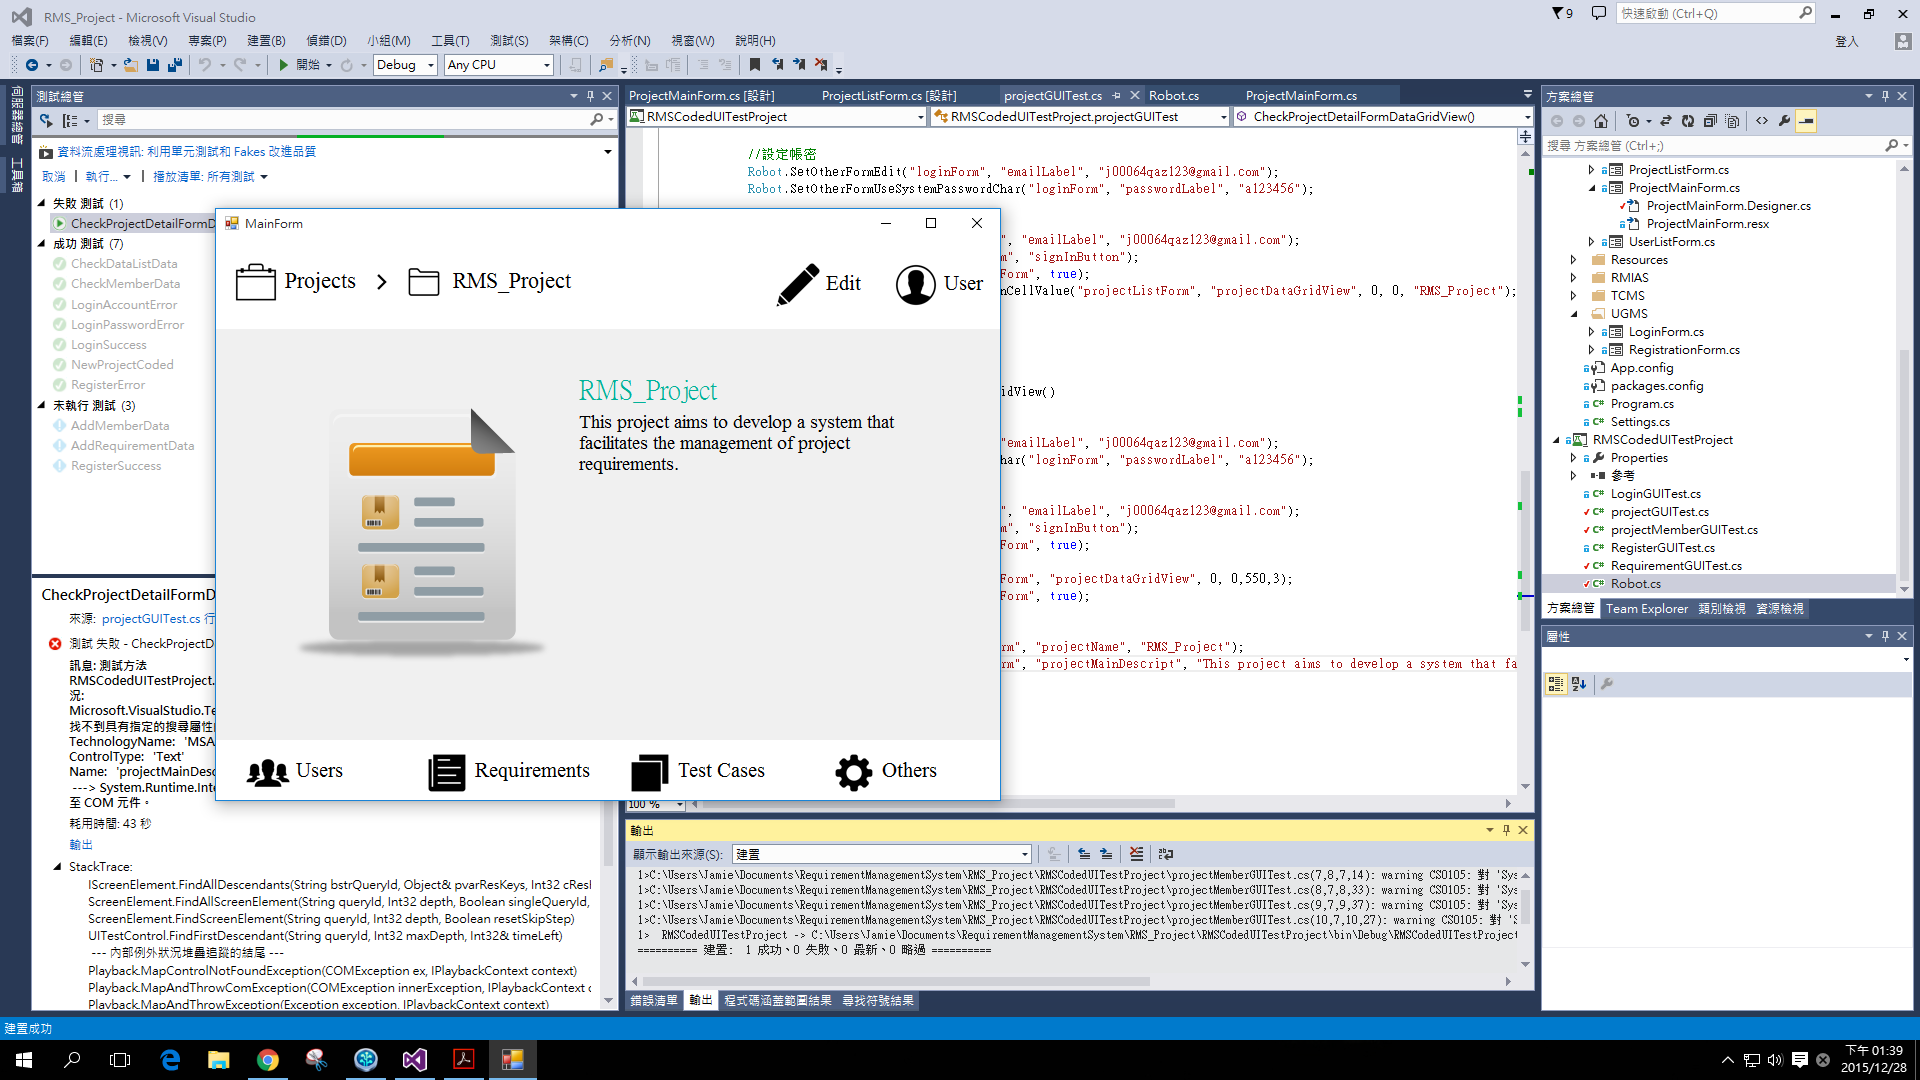 RMS_Project - Microsoft Visual Studio
9
快速啟動 (Ctrl+Q)
檔案(F) 編輯(E) 檢視(V) 專案(P) 建置(B) 偵錯(D) 小組(M) 工具(T) 測試(S) 架構(C) 分析(N) 視窗(W) 說明(H)
登入
開始 Debug Any CPU
伺服器總管
工具箱
測試總管
搜尋
資料流處理視訊: 利用單元測試和 Fakes 改進品質
取消 執行... 播放清單: 所有測試
失敗 測試 (1)
CheckProjectDetailFormD
成功 測試 (7)
CheckDataListData
CheckMemberData
LoginAccountError
LoginPasswordError
LoginSuccess
NewProjectCoded
RegisterError
未執行 測試 (3)
AddMemberData
AddRequirementData
RegisterSuccess
CheckProjectDetailFormD
來源: projectGUITest.cs 行
測試 失敗 - CheckProjectD
訊息: 測試方法
RMSCodedUITestProject.
況:
Microsoft.VisualStudio.Te
找不到具有指定的搜尋屬性
TechnologyName: 'MSA
ControlType: 'Text'
Name: 'projectMainDesc
---> System.Runtime.Inte
至 COM 元件。
耗用時間: 43 秒
輸出
StackTrace:
IScreenElement.FindAllDescendants(String bstrQueryId, Object& pvarResKeys, Int32 cResl
ScreenElement.FindAllScreenElement(String queryId, Int32 depth, Boolean singleQueryId,
ScreenElement.FindScreenElement(String queryId, Int32 depth, Boolean resetSkipStep)
UITestControl.FindFirstDescendant(String queryId, Int32 maxDepth, Int32& timeLeft)
--- 內部例外狀況堆疊追蹤的結尾 ---
Playback.MapControlNotFoundException(COMException ex, IPlaybackContext context)
Playback.MapAndThrowComException(COMException innerException, IPlaybackContext c
Playback.MapAndThrowException(Exception exception, IPlaybackContext context)
MainForm
Projects RMS_Project Edit User
RMS_Project
This project aims to develop a system that
facilitates the management of project
requirements.
Users Requirements Test Cases Others
ProjectMainForm.cs [設計] ProjectListForm.cs [設計] projectGUITest.cs Robot.cs ProjectMainForm.cs
RMSCodedUITestProject RMSCodedUITestProject.projectGUITest CheckProjectDetailFormDataGridView()
//設定帳密
Robot.SetOtherFormEdit("loginForm", "emailLabel", "j00064qaz123@gmail.com");
Robot.SetOtherFormUseSystemPasswordChar("loginForm", "passwordLabel", "a123456");
", "emailLabel", "j00064qaz123@gmail.com");
m", "signInButton");
Form", true);
nCellValue("projectListForm", "projectDataGridView", 0, 0, "RMS_Project");
idView()
"emailLabel", "j00064qaz123@gmail.com");
har("loginForm", "passwordLabel", "a123456");
", "emailLabel", "j00064qaz123@gmail.com");
m", "signInButton");
Form", true);
orm", "projectDataGridView", 0, 0,550,3);
Form", true);
rm", "projectName", "RMS_Project");
rm", "projectMainDescript", "This project aims to develop a system that fa
100 %
輸出
顯示輸出來源(S): 建置
1>C:\Users\Jamie\Documents\RequirementManagementSystem\RMS_Project\RMSCodedUITestProject\projectMemberGUITest.cs(7,8,7,14): warning CS0105: 對 'Sys
1>C:\Users\Jamie\Documents\RequirementManagementSystem\RMS_Project\RMSCodedUITestProject\projectMemberGUITest.cs(8,7,8,33): warning CS0105: 對 'Sys
1>C:\Users\Jamie\Documents\RequirementManagementSystem\RMS_Project\RMSCodedUITestProject\projectMemberGUITest.cs(9,7,9,37): warning CS0105: 對 'Sys
1>C:\Users\Jamie\Documents\RequirementManagementSystem\RMS_Project\RMSCodedUITestProject\projectMemberGUITest.cs(10,7,10,27): warning CS0105: 對 'S
1> RMSCodedUITestProject -> C:\Users\Jamie\Documents\RequirementManagementSystem\RMS_Project\RMSCodedUITestProject\bin\Debug\RMSCodedUITestProject
========== 建置: 1 成功、0 失敗、0 最新、0 略過 ==========
錯誤清單 輸出 程式碼涵蓋範圍結果 尋找符號結果
方案總管
搜尋 方案總管 (Ctrl+;)
ProjectListForm.cs
ProjectMainForm.cs
ProjectMainForm.Designer.cs
ProjectMainForm.resx
UserListForm.cs
Resources
RMIAS
TCMS
UGMS
LoginForm.cs
RegistrationForm.cs
App.config
packages.config
Program.cs
Settings.cs
RMSCodedUITestProject
Properties
參考
LoginGUITest.cs
projectGUITest.cs
projectMemberGUITest.cs
RegisterGUITest.cs
RequirementGUITest.cs
Robot.cs
方案總管 Team Explorer 類別檢視 資源檢視
屬性
建置成功
下午 01:39
2015/12/28